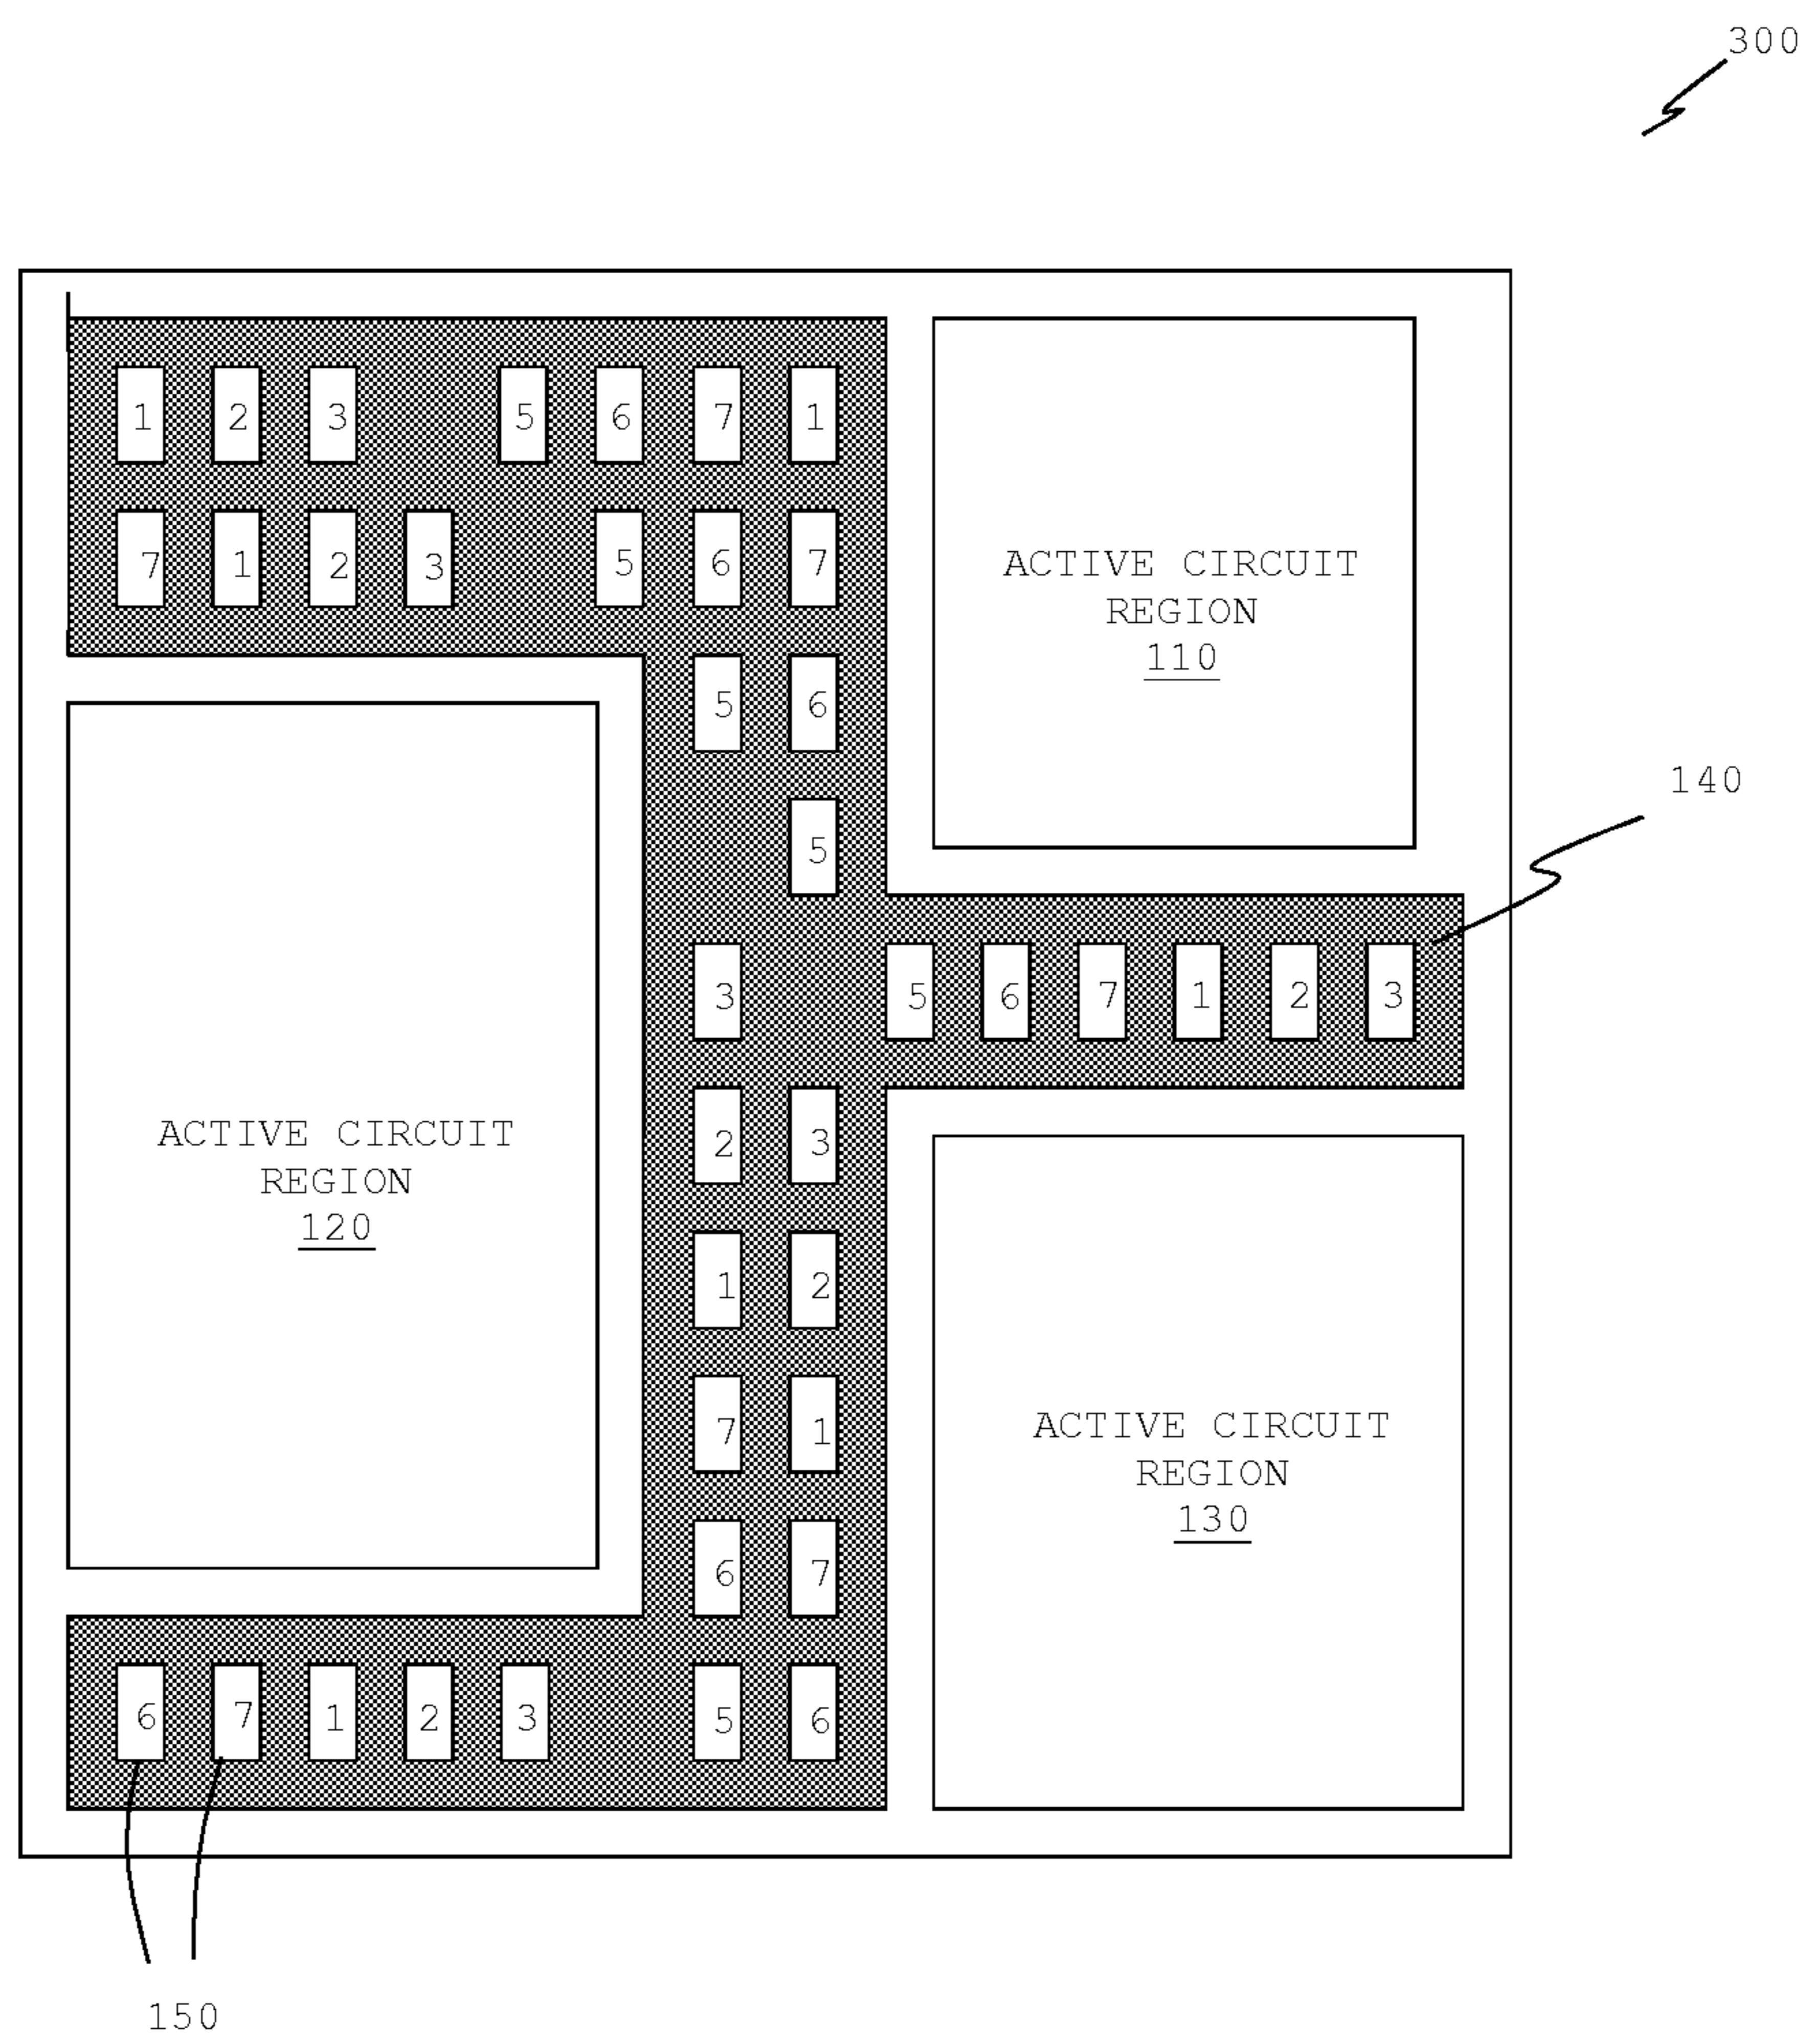 300
1 2 3 5 6 7 1
7 1 2 3 5 6 7
ACTIVE CIRCUIT
REGION
110
5 6
140
5
3 5 6 7 1 2 3
ACTIVE CIRCUIT
REGION
120
2 3
1 2
ACTIVE CIRCUIT
REGION
130
7 1
6 7
6 7 1 2 3 5 6
150